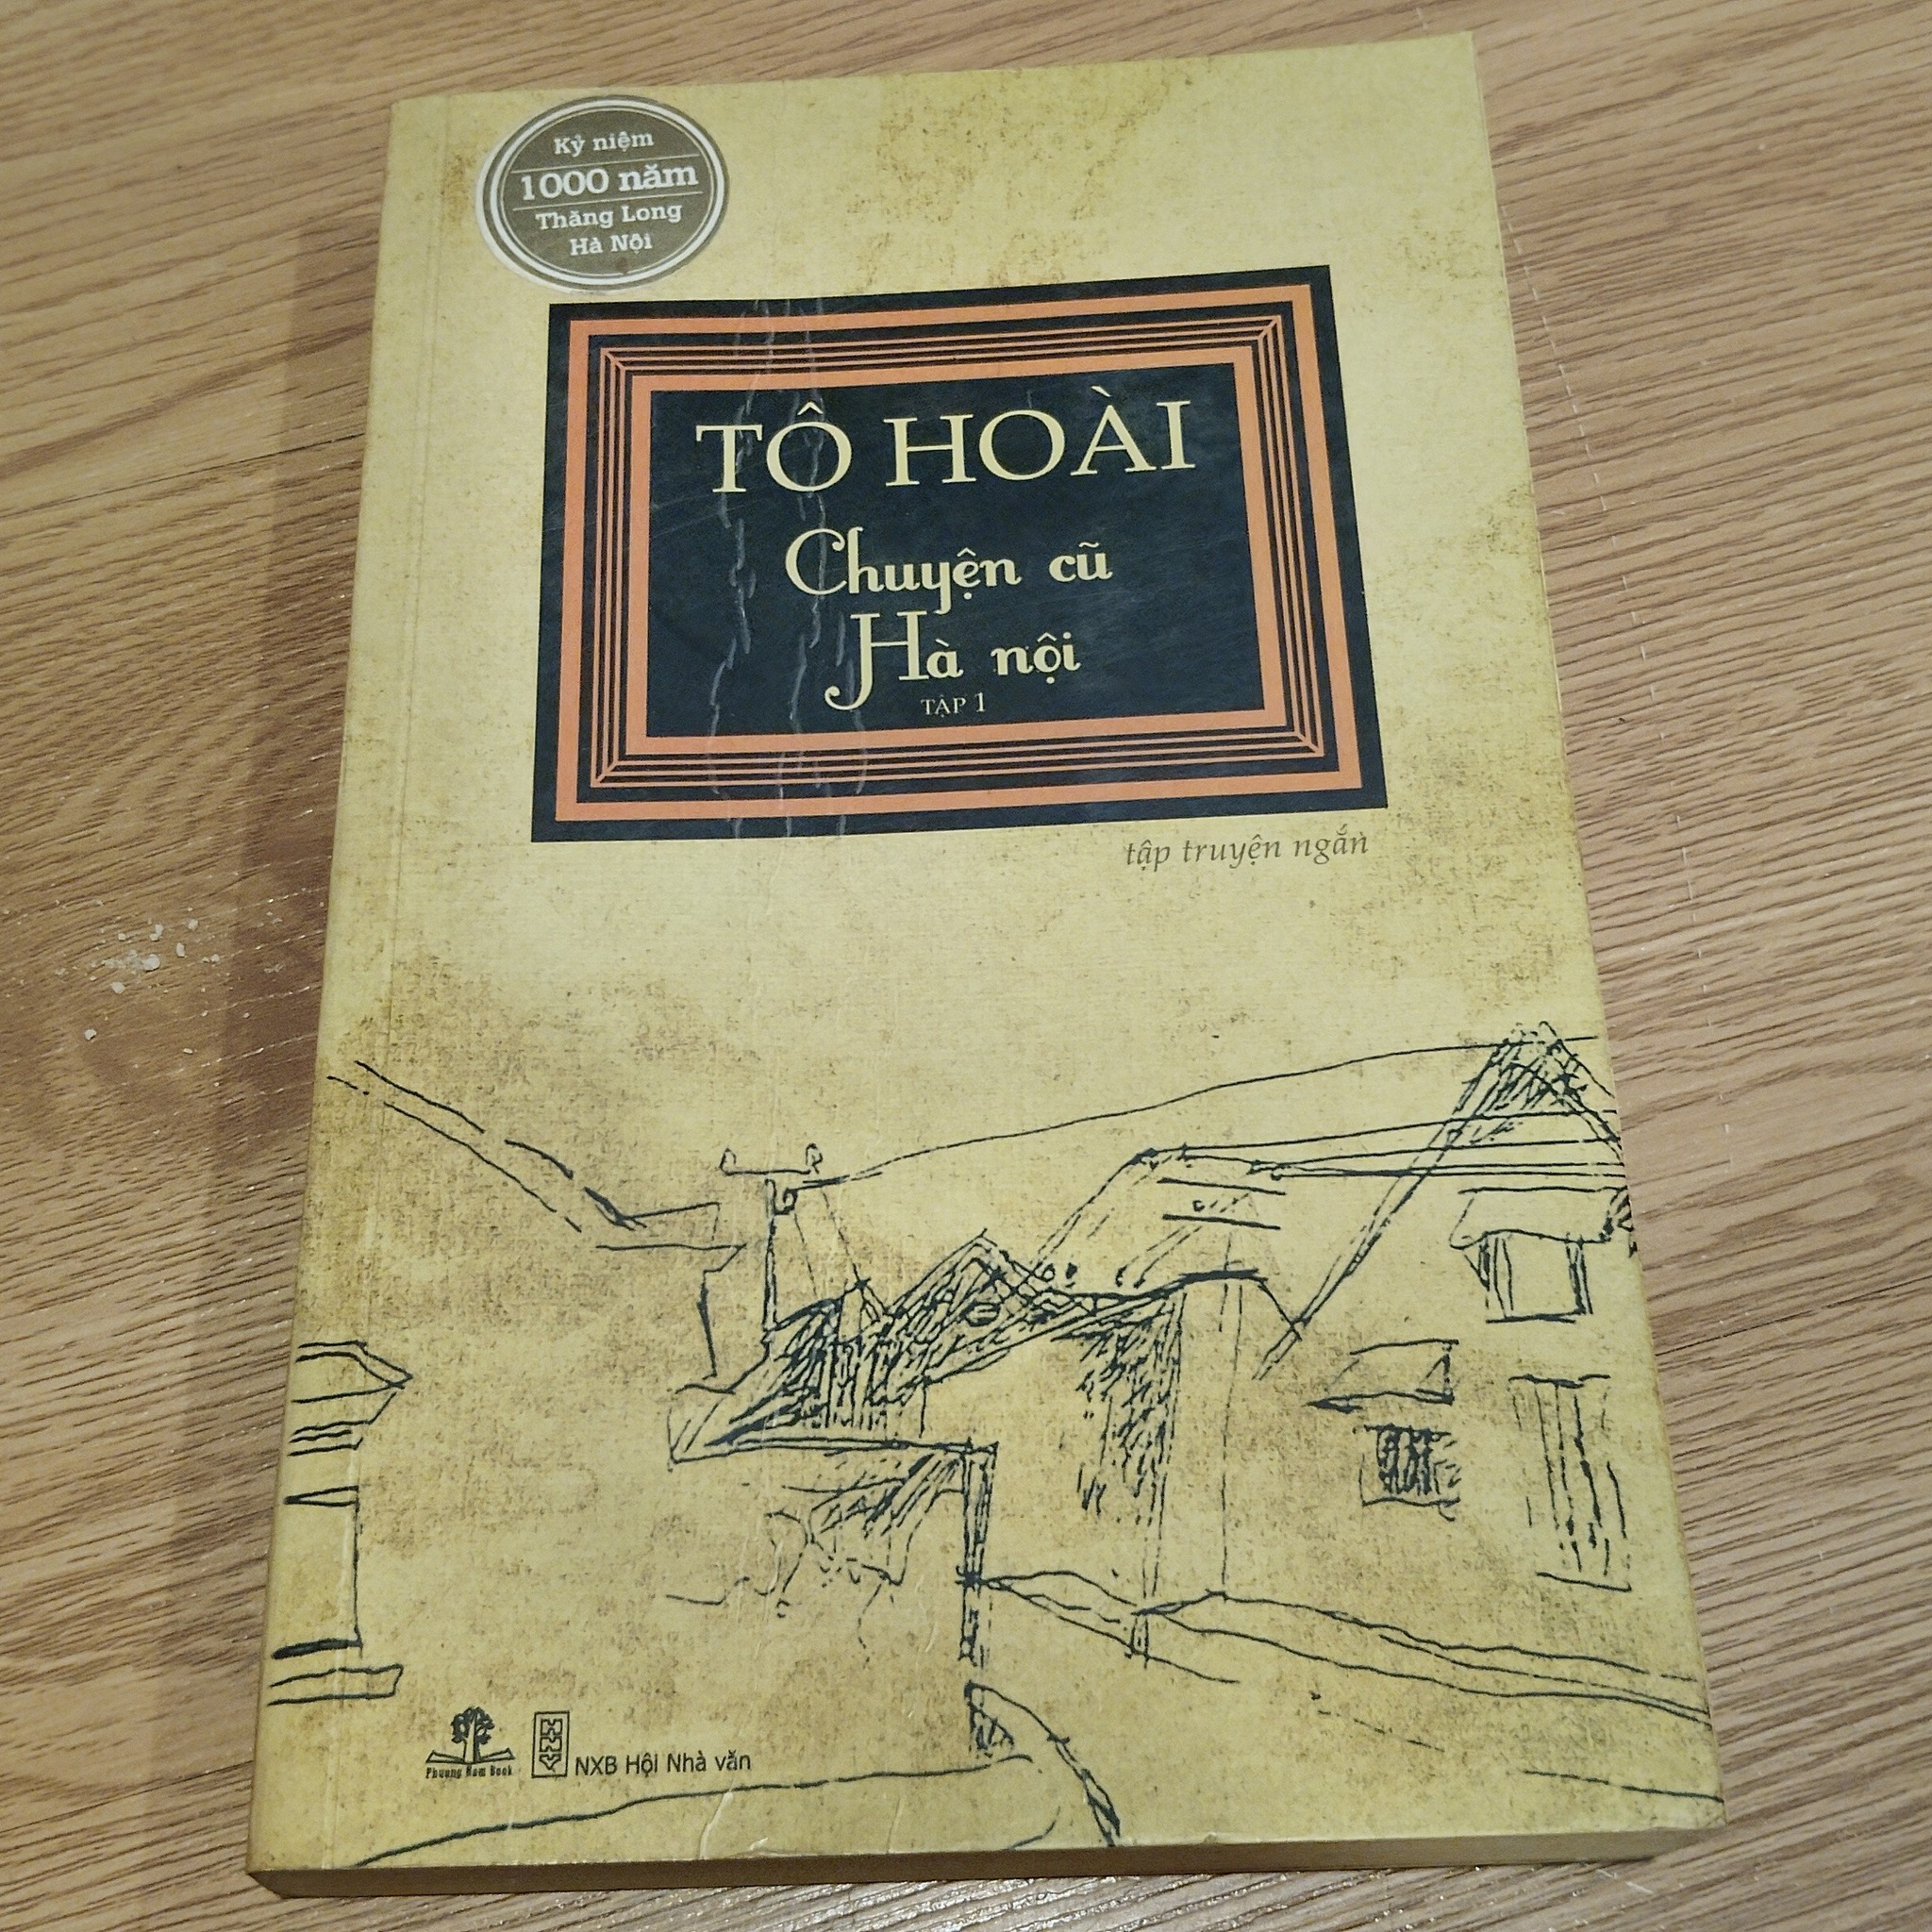 Kỷ niệm
1000 năm
Thăng Long
Hà Nội
TÔ HOÀI
Chuyện cũ
Hà nội
TẬP 1
tập truyện ngắn
Phuong Nam Book
NXB Hội Nhà văn